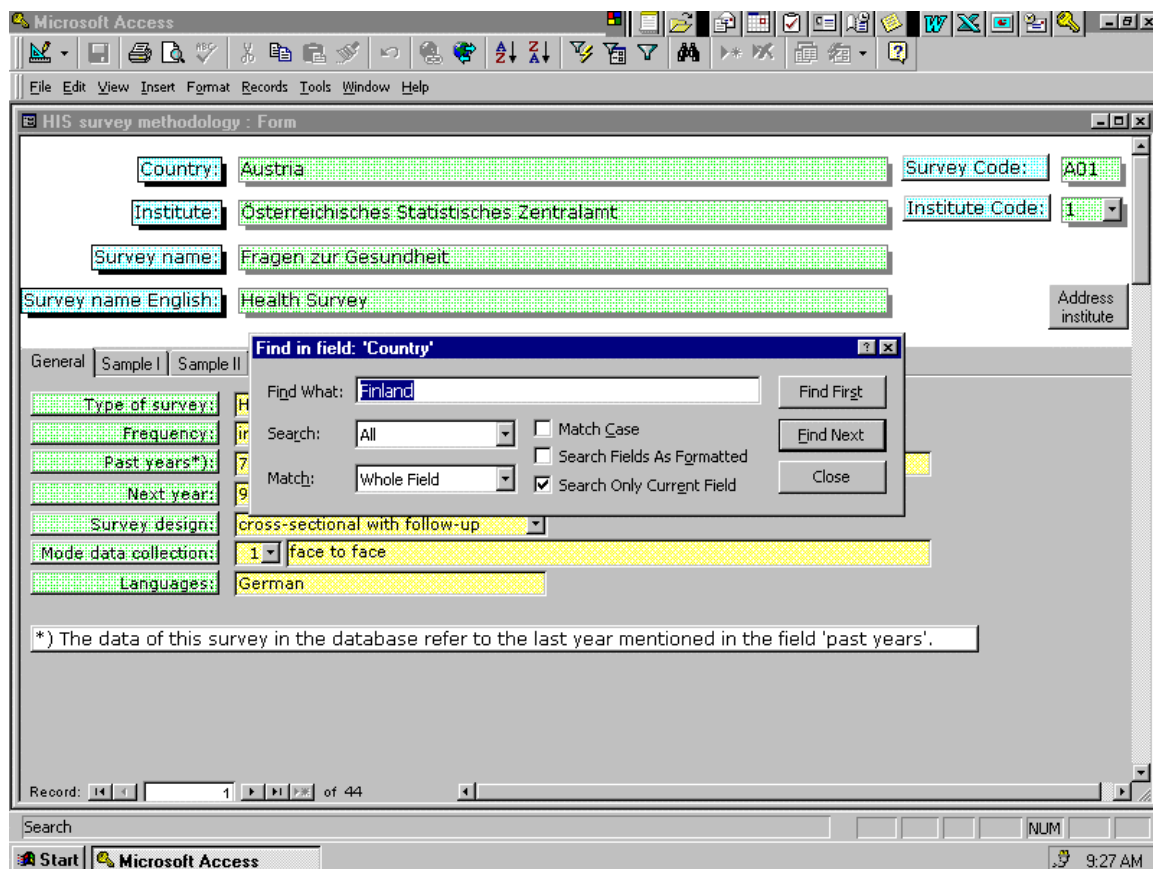 Microsoft Access
File Edit View Insert Format Records Tools Window Help
HIS survey methodology : Form
Country: Austria Survey Code: A01
Institute: Österreichisches Statistisches Zentralamt Institute Code: 1
Survey name: Fragen zur Gesundheit
Survey name English: Health Survey
Address
institute
Find in field: 'Country'
General Sample I Sample II
Find What: Finland Find First
Type of survey: H
Search: All Match Case Find Next
Frequency: in
Search Fields As Formatted
Past years*): 7
Match: Whole Field Search Only Current Field Close
Next year: 9
Survey design: cross-sectional with follow-up
Mode data collection: 1 face to face
Languages: German
*) The data of this survey in the database refer to the last year mentioned in the field 'past years'.
Record: 1 of 44
Search NUM
Start Microsoft Access 9:27 AM